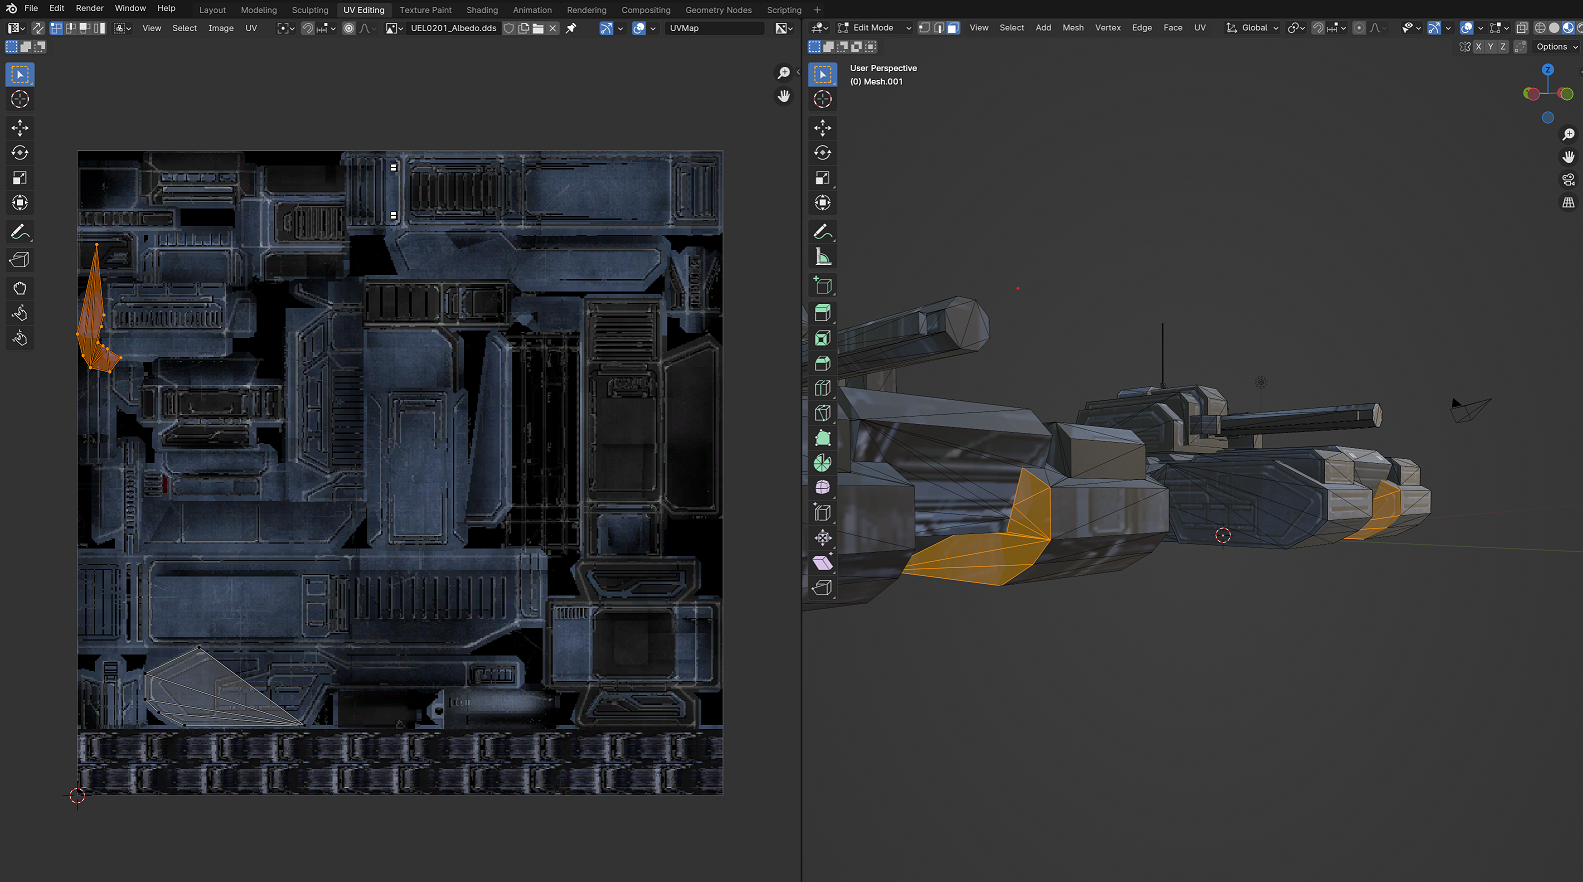 File Edit Render Window Help
Layout Modeling Sculpting UV Editing Texture Paint Shading Animation Rendering Compositing Geometry Nodes Scripting +
View Select Image UV
UEL0201_Albedo.dds
UVMap
Edit Mode
View Select Add Mesh Vertex Edge Face UV
Global
X Y Z
Options
User Perspective
(0) Mesh.001
Z